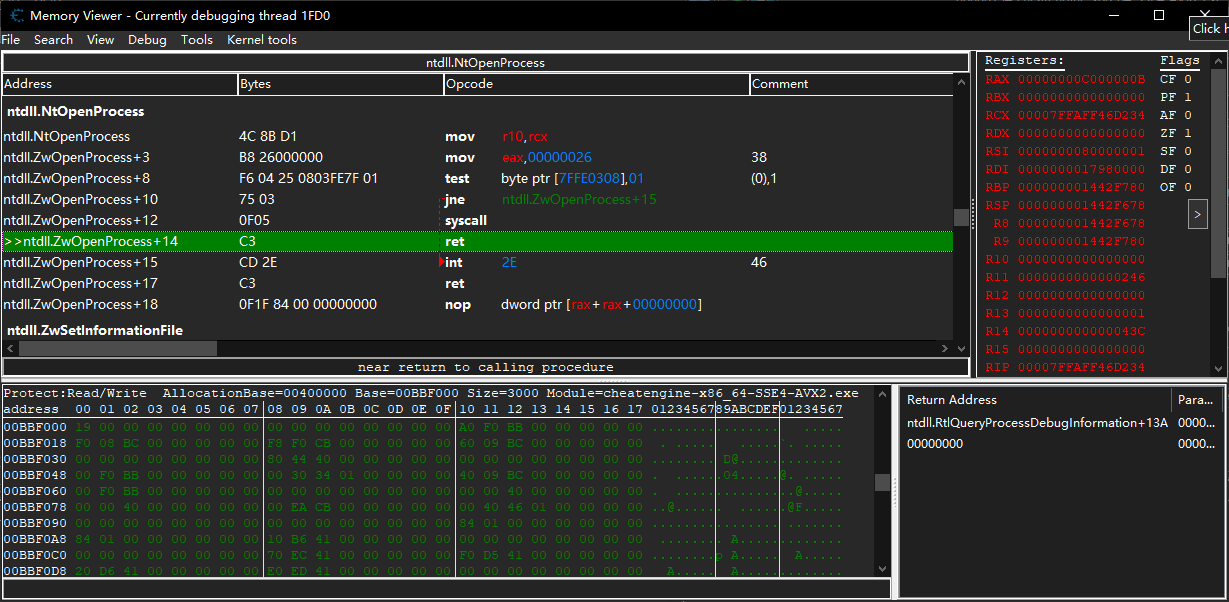 Memory Viewer - Currently debugging thread 1FD0
Click h
File Search View Debug Tools Kernel tools
ntdll.NtOpenProcess
Address Bytes Opcode Comment
ntdll.NtOpenProcess
ntdll.NtOpenProcess 4C 8B D1 mov r10,rcx
ntdll.ZwOpenProcess+3 B8 26000000 mov eax,00000026 38
ntdll.ZwOpenProcess+8 F6 04 25 0803FE7F 01 test byte ptr [7FFE0308],01 (0),1
ntdll.ZwOpenProcess+10 75 03 jne ntdll.ZwOpenProcess+15
ntdll.ZwOpenProcess+12 0F05 syscall
>>ntdll.ZwOpenProcess+14 C3 ret
ntdll.ZwOpenProcess+15 CD 2E int 2E 46
ntdll.ZwOpenProcess+17 C3 ret
ntdll.ZwOpenProcess+18 0F1F 84 00 00000000 nop dword ptr [rax+rax+00000000]
ntdll.ZwSetInformationFile
near return to calling procedure
Registers: Flags
RAX 00000000C000000B CF 0
RBX 0000000000000000 PF 1
RCX 00007FFAFF46D234 AF 0
RDX 0000000000000000 ZF 1
RSI 0000000080000001 SF 0
RDI 0000000017980000 DF 0
RBP 000000001442F780 OF 0
RSP 000000001442F678
R8 000000001442F678
R9 000000001442F780
R10 0000000000000000
R11 0000000000000246
R12 0000000000000000
R13 0000000000000001
R14 000000000000043C
R15 0000000000000000
RIP 00007FFAFF46D234
>
Protect:Read/Write AllocationBase=00400000 Base=00BBF000 Size=3000 Module=cheatengine-x86_64-SSE4-AVX2.exe
address 00 01 02 03 04 05 06 07 08 09 0A 0B 0C 0D 0E 0F 10 11 12 13 14 15 16 17 0123456789ABCDEF01234567
00BBF000 19 00 00 00 00 00 00 00 00 00 00 00 00 00 00 00 A0 F0 BB 00 00 00 00 00
00BBF018 F0 08 BC 00 00 00 00 00 F8 F0 CB 00 00 00 00 00 60 09 BC 00 00 00 00 00
00BBF030 00 00 00 00 00 00 00 00 80 44 40 00 00 00 00 00 00 00 00 00 00 00 00 00 D@
00BBF048 00 F0 BB 00 00 00 00 00 00 30 34 01 00 00 00 00 40 09 BC 00 00 00 00 00 .04. @.
00BBF060 00 F0 BB 00 00 00 00 00 00 00 00 00 00 00 00 00 00 00 40 00 00 00 00 00 @
00BBF078 00 00 40 00 00 00 00 00 00 EA CB 00 00 00 00 00 00 40 46 01 00 00 00 00 ..@. .@F.
00BBF090 00 00 00 00 00 00 00 00 00 00 00 00 00 00 00 00 84 01 00 00 00 00 00 00
00BBF0A8 84 01 00 00 00 00 00 00 10 B6 41 00 00 00 00 00 00 00 00 00 00 00 00 00 A
00BBF0C0 00 00 00 00 00 00 00 00 70 EC 41 00 00 00 00 00 F0 D5 41 00 00 00 00 00 p A A
00BBF0D8 20 D6 41 00 00 00 00 00 E0 ED 41 00 00 00 00 00 00 00 00 00 00 00 00 00 A A
Return Address Para...
ntdll.RtlQueryProcessDebugInformation+13A 0000...
00000000 0000...